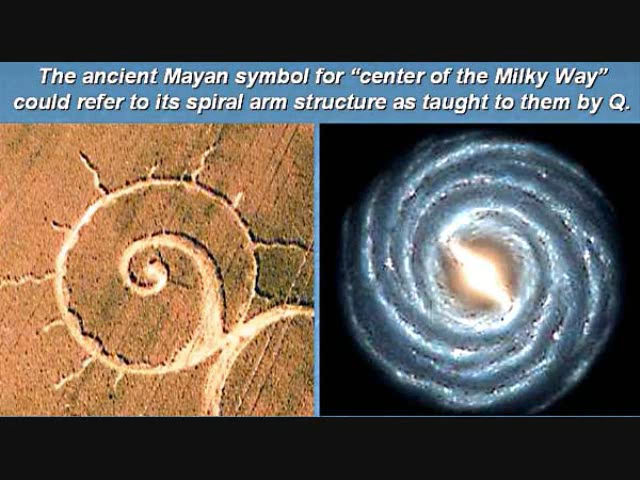 The ancient Mayan symbol for “center of the Milky Way”
could refer to its spiral arm structure as taught to them by Q.